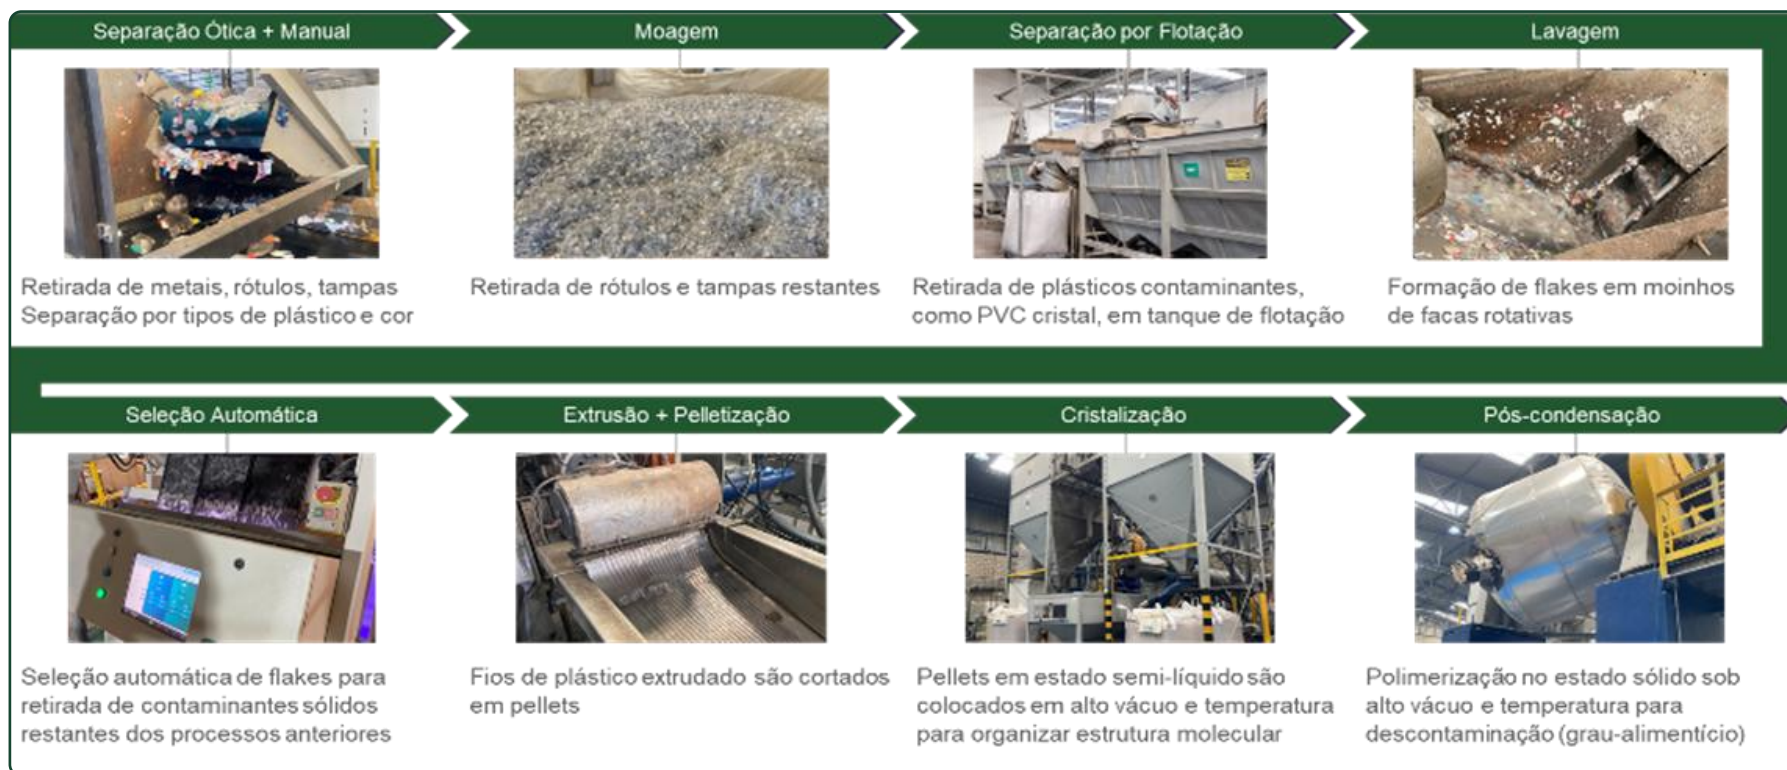 Separação Ótica + Manual
Moagem
Separação por Flotação
Lavagem
Retirada de metais, rótulos, tampas
Separação por tipos de plástico e cor
Retirada de rótulos e tampas restantes
Retirada de plásticos contaminantes,
como PVC cristal, em tanque de flotação
Formação de flakes em moinhos
de facas rotativas
Seleção Automática
Extrusão + Pelletização
Cristalização
Pós-condensação
Seleção automática de flakes para
retirada de contaminantes sólidos
restantes dos processos anteriores
Fios de plástico extrudado são cortados
em pellets
Pellets em estado semi-líquido são
colocados em alto vácuo e temperatura
para organizar estrutura molecular
Polimerização no estado sólido sob
alto vácuo e temperatura para
descontaminação (grau-alimentício)